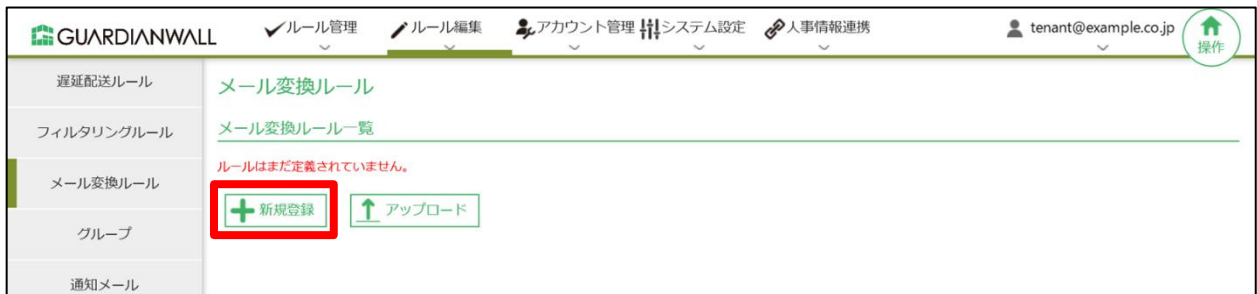 GUARDIANWALL
ルール管理 ルール編集 アカウント管理 システム設定 人事情報連携 tenant@example.co.jp 操作
遅延配送ルール
フィルタリングルール
メール変換ルール
グループ
通知メール
メール変換ルール
メール変換ルール一覧
ルールはまだ定義されていません。
新規登録 アップロード